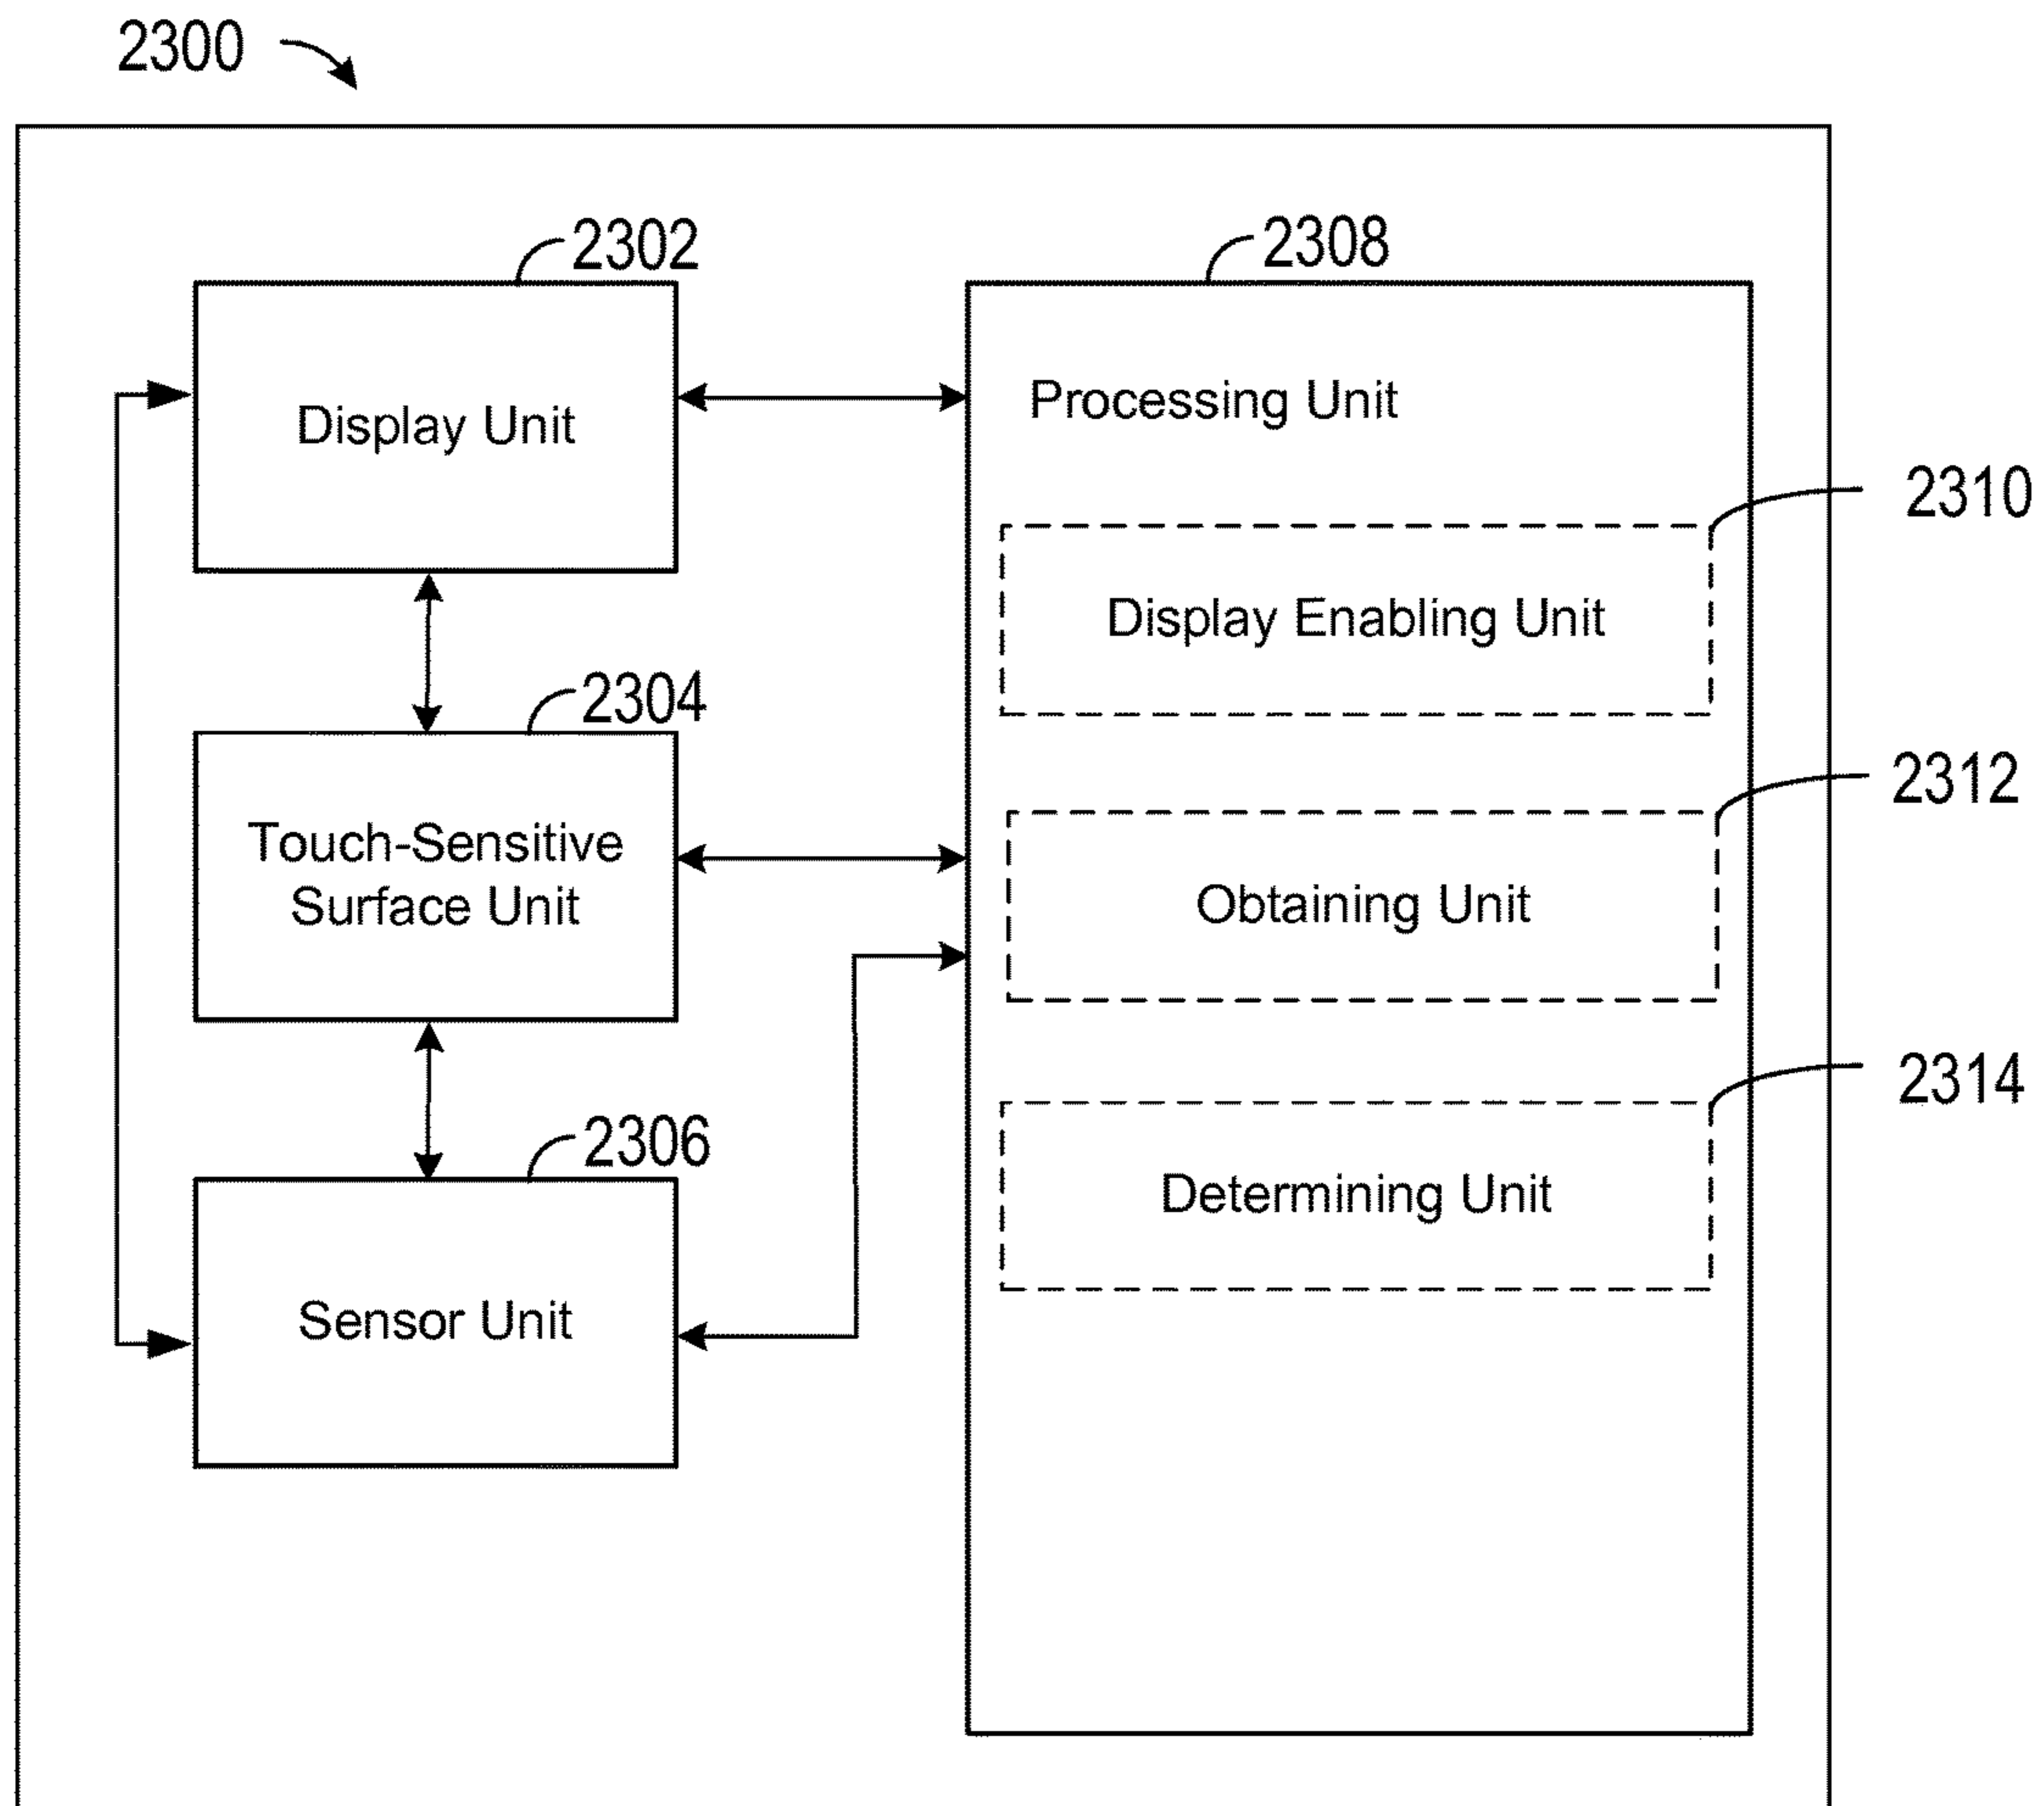 2300
2302
2308
Display Unit
Processing Unit
2310
Display Enabling Unit
2304
2312
Touch-Sensitive
Surface Unit
Obtaining Unit
2314
2306
Determining Unit
Sensor Unit